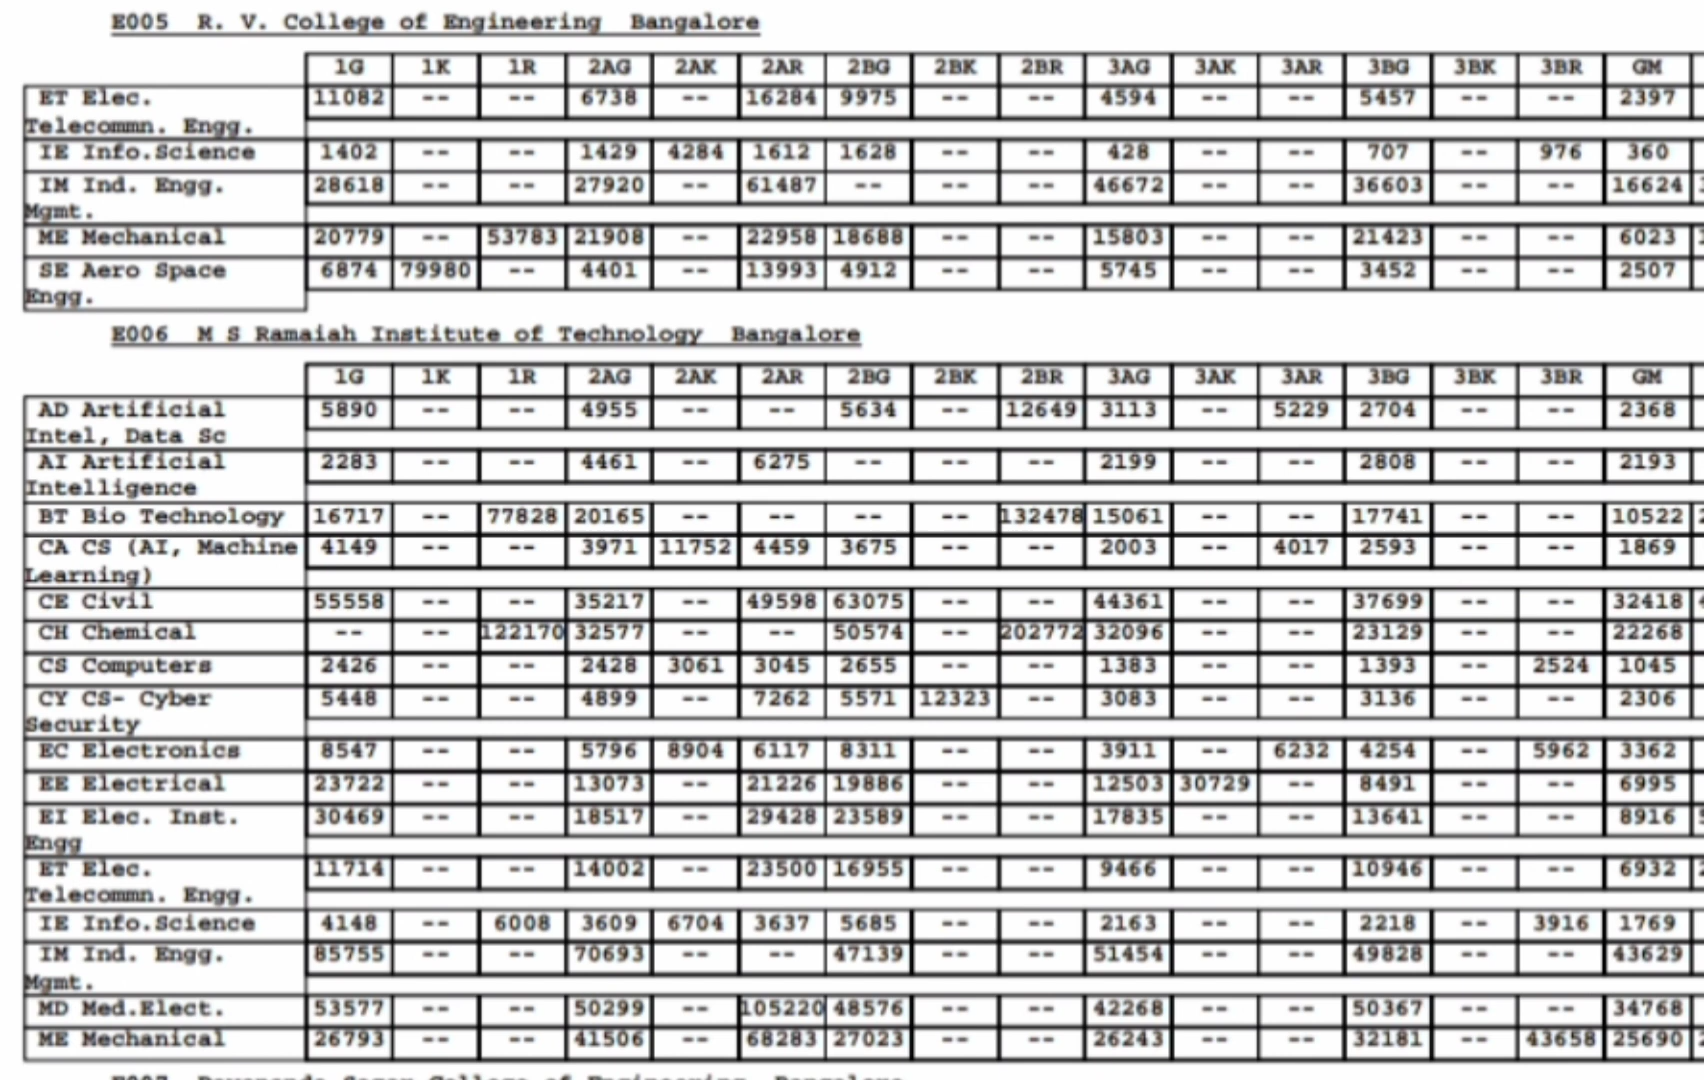 E005 R. V. College of Engineering Bangalore
1G 1K 1R 2AG 2AK 2AR 2BG 2BK 2BR 3AG 3AK 3AR 3BG 3BK 3BR GM
ET Elec. 11082 -- -- 6738 -- 16284 9975 -- -- 4594 -- -- 5457 -- -- 2397
Telecommn. Engg.
IE Info.Science 1402 -- -- 1429 4284 1612 1628 -- -- 428 -- -- 707 -- 976 360
IM Ind. Engg. 28618 -- -- 27920 -- 61487 -- -- -- 46672 -- -- 36603 -- -- 16624
Mgmt.
ME Mechanical 20779 -- 53783 21908 -- 22958 18688 -- -- 15803 -- -- 21423 -- -- 6023
SE Aero Space 6874 79980 -- 4401 -- 13993 4912 -- -- 5745 -- -- 3452 -- -- 2507
Engg.
E006 M S Ramaiah Institute of Technology Bangalore
1G 1K 1R 2AG 2AK 2AR 2BG 2BK 2BR 3AG 3AK 3AR 3BG 3BK 3BR GM
AD Artificial 5890 -- -- 4955 -- -- 5634 -- 12649 3113 -- 5229 2704 -- -- 2368
Intel, Data Sc
AI Artificial 2283 -- -- 4461 -- 6275 -- -- -- 2199 -- -- 2808 -- -- 2193
Intelligence
BT Bio Technology 16717 -- 77828 20165 -- -- -- -- 132478 15061 -- -- 17741 -- -- 10522
CA CS (AI, Machine 4149 -- -- 3971 11752 4459 3675 -- -- 2003 -- 4017 2593 -- -- 1869
Learning)
CE Civil 55558 -- -- 35217 -- 49598 63075 -- -- 44361 -- -- 37699 -- -- 32418
CH Chemical -- -- 122170 32577 -- -- 50574 -- 202772 32096 -- -- 23129 -- -- 22268
CS Computers 2426 -- -- 2428 3061 3045 2655 -- -- 1383 -- -- 1393 -- 2524 1045
CY CS- Cyber 5448 -- -- 4899 -- 7262 5571 12323 -- 3083 -- -- 3136 -- -- 2306
Security
EC Electronics 8547 -- -- 5796 8904 6117 8311 -- -- 3911 -- 6232 4254 -- 5962 3362
EE Electrical 23722 -- -- 13073 -- 21226 19886 -- -- 12503 30729 -- 8491 -- -- 6995
EI Elec. Inst. 30469 -- -- 18517 -- 29428 23589 -- -- 17835 -- -- 13641 -- -- 8916
Engg
ET Elec. 11714 -- -- 14002 -- 23500 16955 -- -- 9466 -- -- 10946 -- -- 6932
Telecommn. Engg.
IE Info.Science 4148 -- 6008 3609 6704 3637 5685 -- -- 2163 -- -- 2218 -- 3916 1769
IM Ind. Engg. 85755 -- -- 70693 -- -- 47139 -- -- 51454 -- -- 49828 -- -- 43629
Mgmt.
MD Med.Elect. 53577 -- -- 50299 -- 105220 48576 -- -- 42268 -- -- 50367 -- -- 34768
ME Mechanical 26793 -- -- 41506 -- 68283 27023 -- -- 26243 -- -- 32181 -- 43658 25690